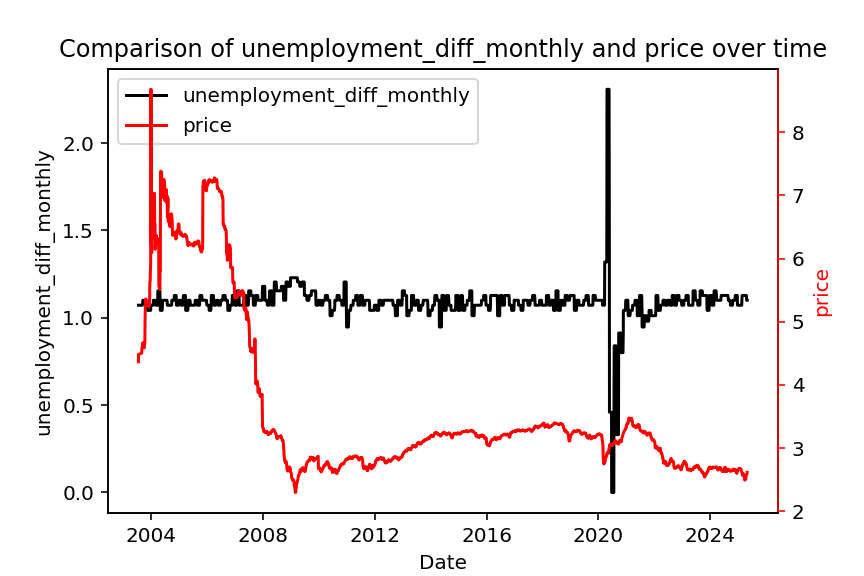 Comparison of unemployment_diff_monthly and price over time
unemployment_diff_monthly
price
2.0
1.5
1.0
0.5
0.0
unemployment_diff_monthly
8
7
6
5
4
3
2
price
2004 2008 2012 2016 2020 2024
Date